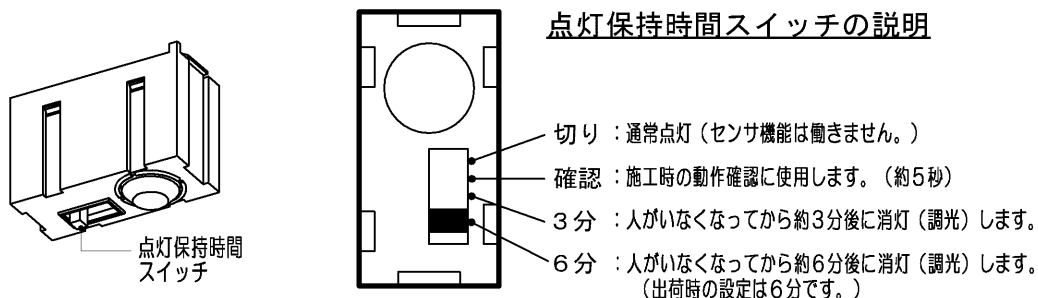 点灯保持時間スイッチの説明
切り：通常点灯（センサ機能は働きません。）
確認：施工時の動作確認に使用します。（約5秒）
3分：人がいなくなってから約3分後に消灯（調光）します。
6分：人がいなくなってから約6分後に消灯（調光）します。
（出荷時の設定は6分です。）
点灯保持時間
スイッチ